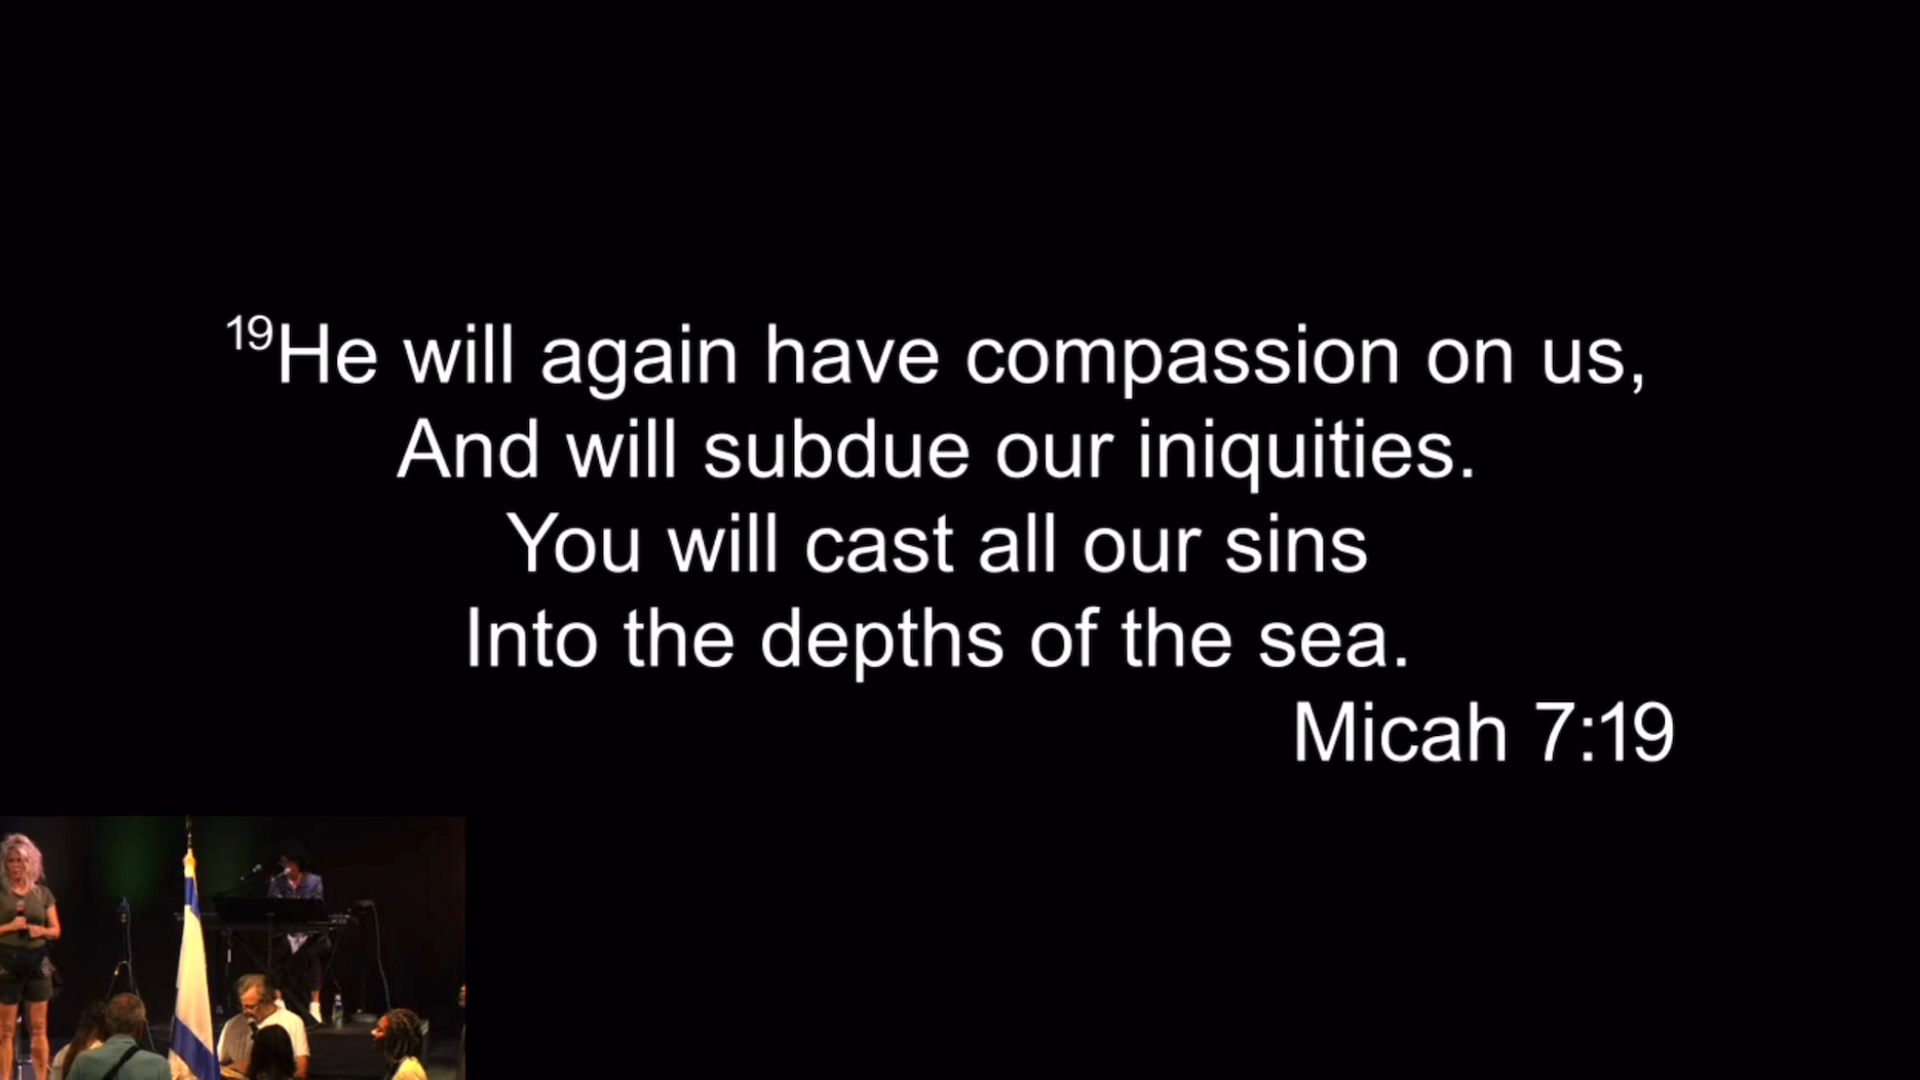 19He will again have compassion on us,
And will subdue our iniquities.
You will cast all our sins
Into the depths of the sea.
Micah 7:19